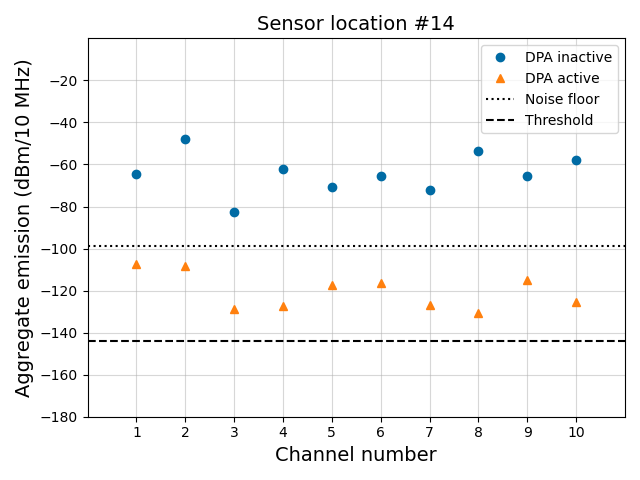 Sensor location #14
DPA inactive
DPA active
Noise floor
Threshold
Aggregate emission (dBm/10 MHz)
−20
−40
−60
−80
−100
−120
−140
−160
−180
1 2 3 4 5 6 7 8 9 10
Channel number